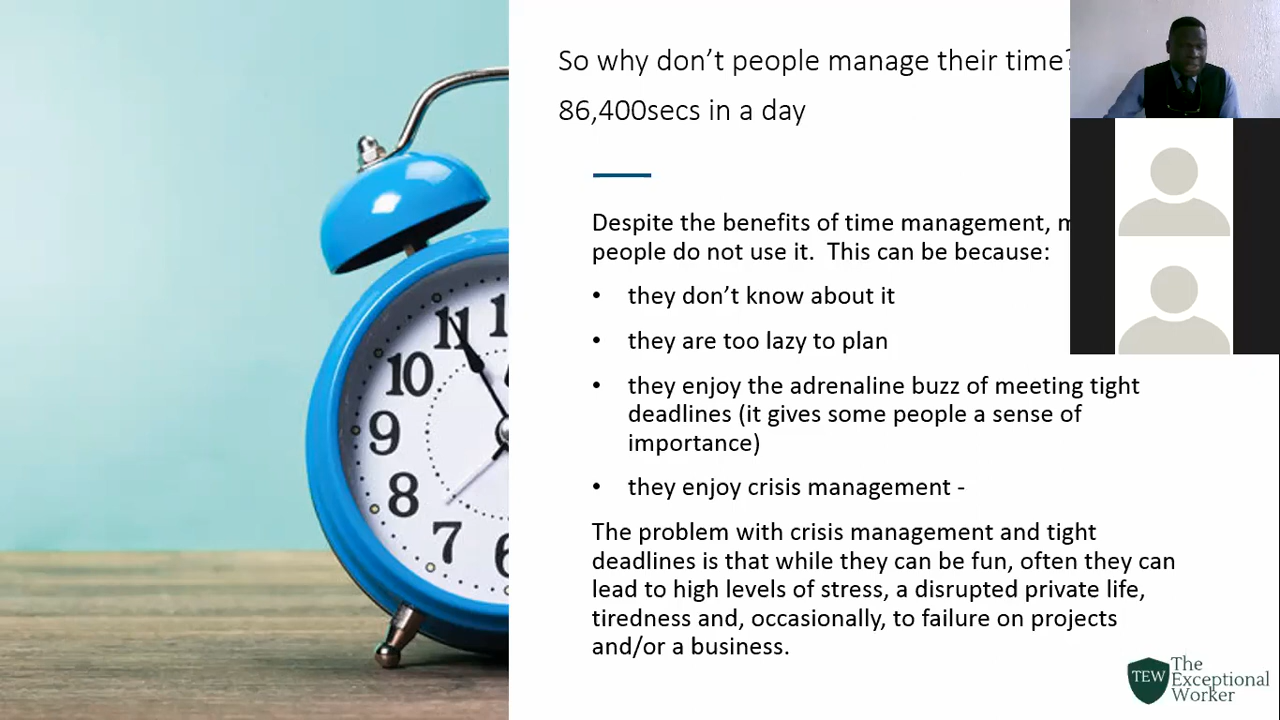 So why don't people manage their time?
86,400secs in a day
Despite the benefits of time management,
people do not use it.  This can be because:
• they don't know about it
• they are too lazy to plan
• they enjoy the adrenaline buzz of meeting tight
deadlines (it gives some people a sense of
importance)
• they enjoy crisis management -
The problem with crisis management and tight
deadlines is that while they can be fun, often they can
lead to high levels of stress, a disrupted private life,
tiredness and, occasionally, to failure on projects
and/or a business.
11
10
9
8
7
TEW
The
Exceptional
Worker